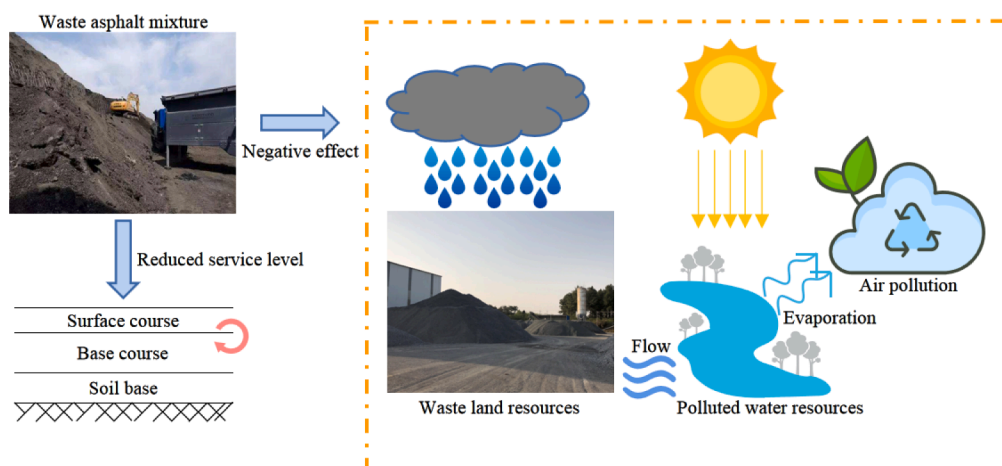 Waste asphalt mixture
Negative effect
Reduced service level
Surface course
Base course
Soil base
Air pollution
Evaporation
Flow
Waste land resources
Polluted water resources